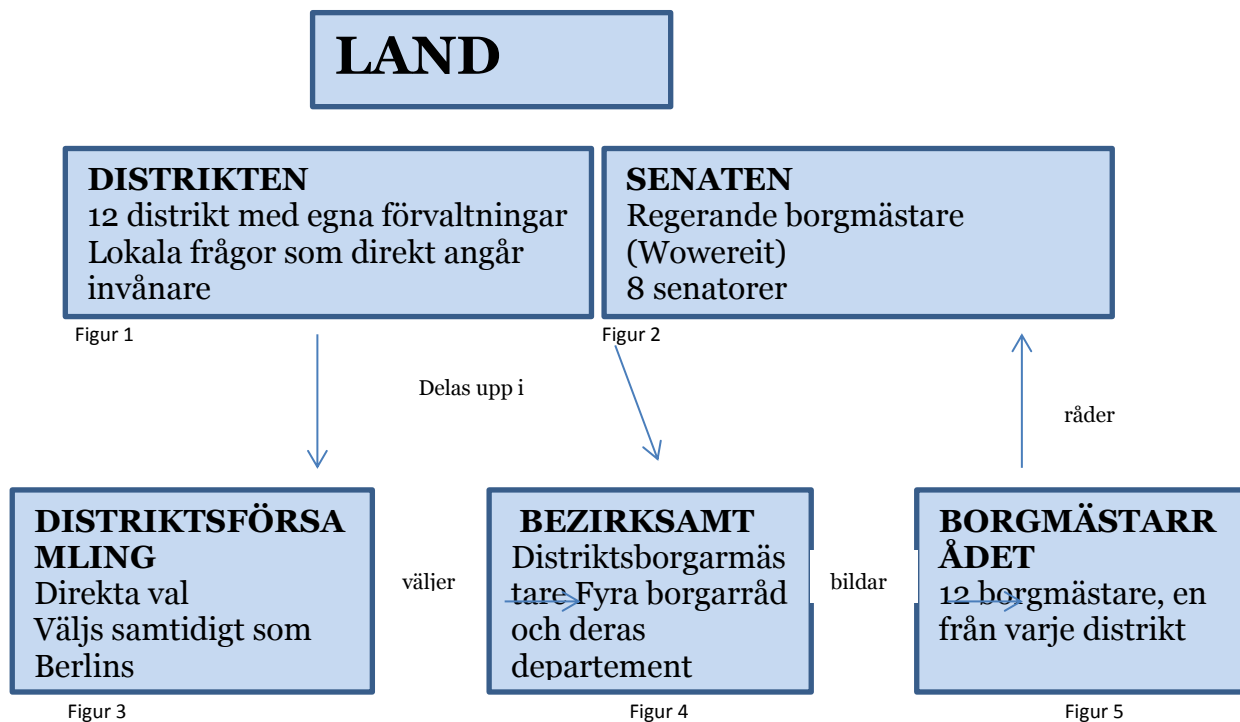 LAND
DISTRIKTEN
12 distrikt med egna förvaltningar
Lokala frågor som direkt angår
invånare
Figur 1
SENATEN
Regerande borgmästare
(Wowereit)
8 senatorer
Figur 2
Delas upp i
råder
DISTRIKTSFÖRSA
MLING
Direkta val
Väljs samtidigt som
Berlins
Figur 3
väljer
BEZIRKSAMT
Distriktsborgarmäs
tare Fyra borgarråd
och deras
departement
Figur 4
bildar
BORGMÄSTARR
ÅDET
12 borgmästare, en
från varje distrikt
Figur 5